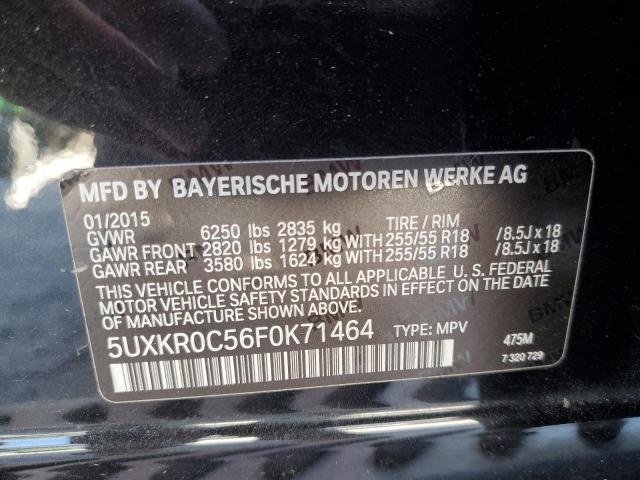 MFD BY BAYERISCHE MOTOREN WERKE AG
01/2015 TIRE / RIM
GVWR 6250 lbs 2835 kg
GAWR FRONT 2820 lbs 1279 kg WITH 255/55 R18 /8.5J x 18
GAWR REAR 3580 lbs 1624 kg WITH 255/55 R18 /8.5J x 18
THIS VEHICLE CONFORMS TO ALL APPLICABLE U. S. FEDERAL
MOTOR VEHICLE SAFETY STANDARDS IN EFFECT ON THE DATE
OF MANUFACTURE SHOWN ABOVE.
5UXKR0C56F0K71464 TYPE: MPV 475M
7 320 729
BMW